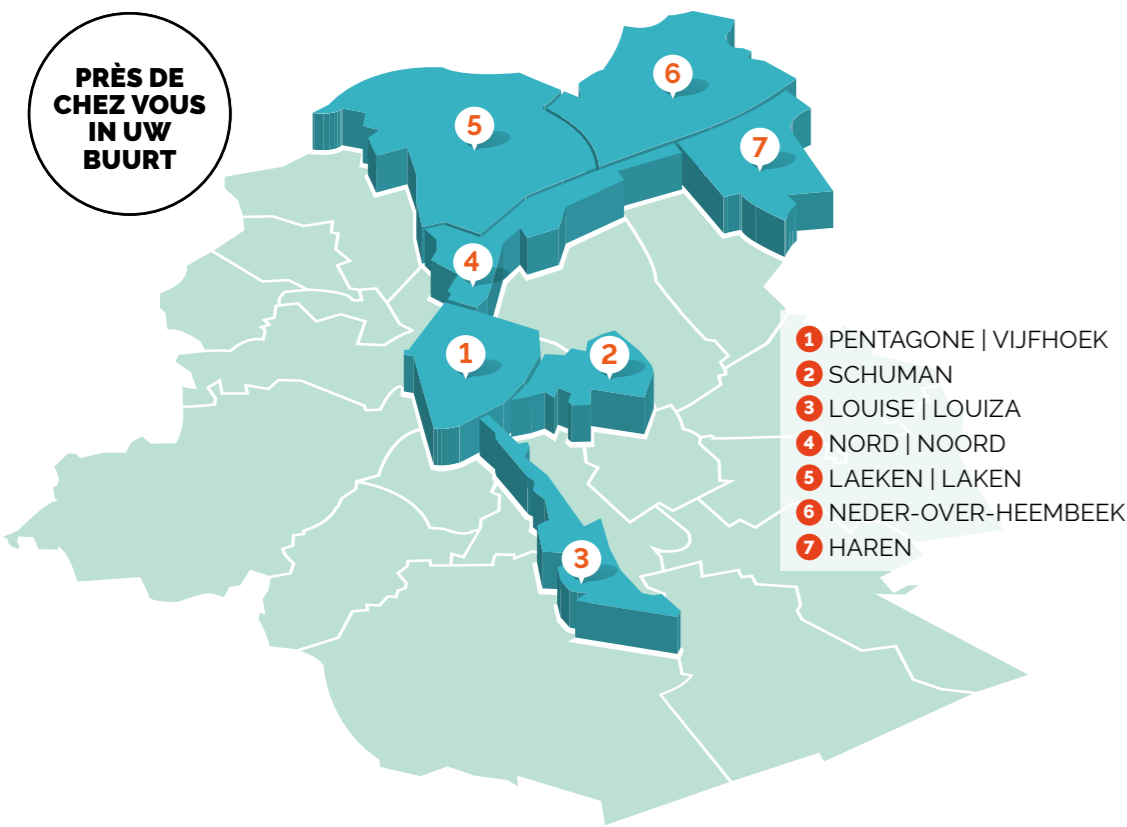 PRÈS DE
CHEZ VOUS
IN UW
BUURT
6
5
7
4
1
2
3
1 PENTAGONE | VIJFHOEK
2 SCHUMAN
3 LOUISE | LOUIZA
4 NORD | NOORD
5 LAEKEN | LAKEN
6 NEDER-OVER-HEEMBEEK
7 HAREN